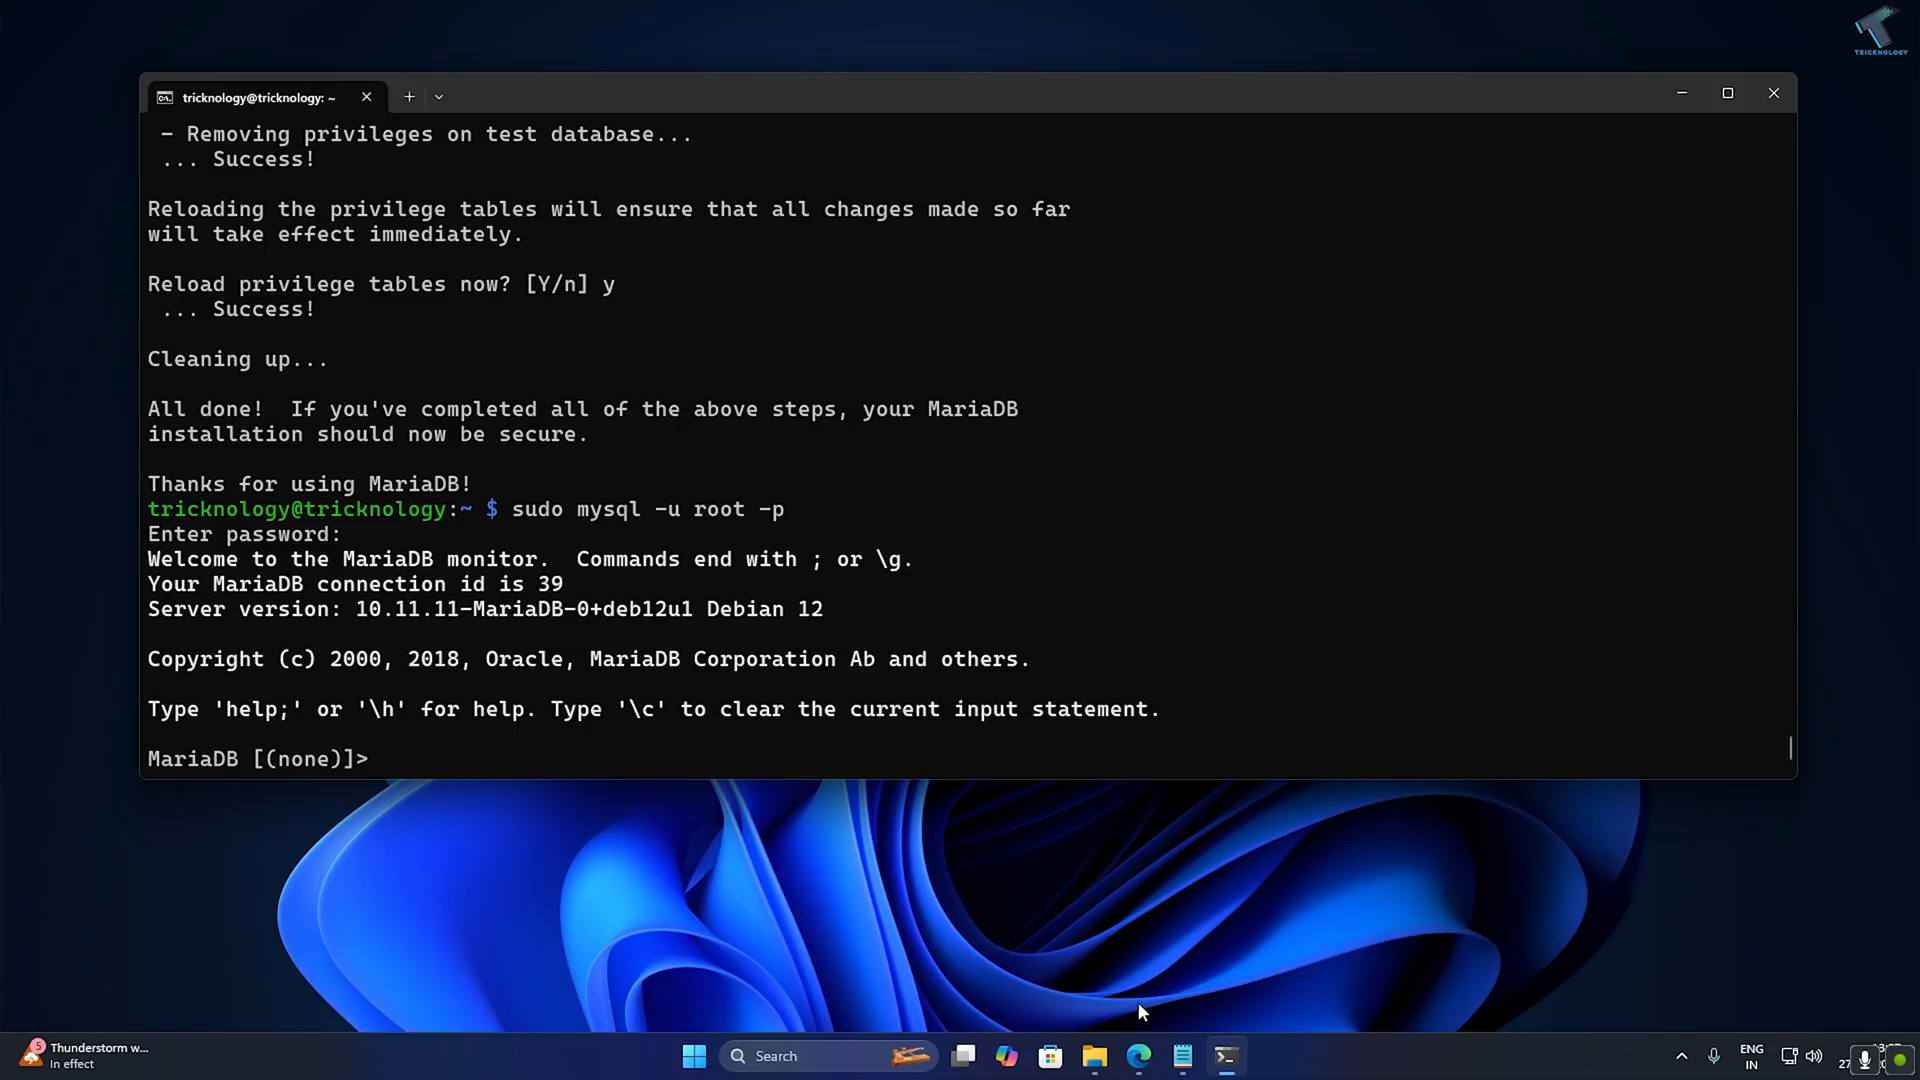 TRICKNOLOGY
tricknology@tricknology: ~
- Removing privileges on test database...
... Success!
Reloading the privilege tables will ensure that all changes made so far
will take effect immediately.
Reload privilege tables now? [Y/n] y
... Success!
Cleaning up...
All done!  If you've completed all of the above steps, your MariaDB
installation should now be secure.
Thanks for using MariaDB!
tricknology@tricknology:~ $ sudo mysql -u root -p
Enter password:
Welcome to the MariaDB monitor.  Commands end with ; or \g.
Your MariaDB connection id is 39
Server version: 10.11.11-MariaDB-0+deb12u1 Debian 12
Copyright (c) 2000, 2018, Oracle, MariaDB Corporation Ab and others.
Type 'help;' or '\h' for help. Type '\c' to clear the current input statement.
MariaDB [(none)]>
5
Thunderstorm w...
In effect
Search
ENG
IN